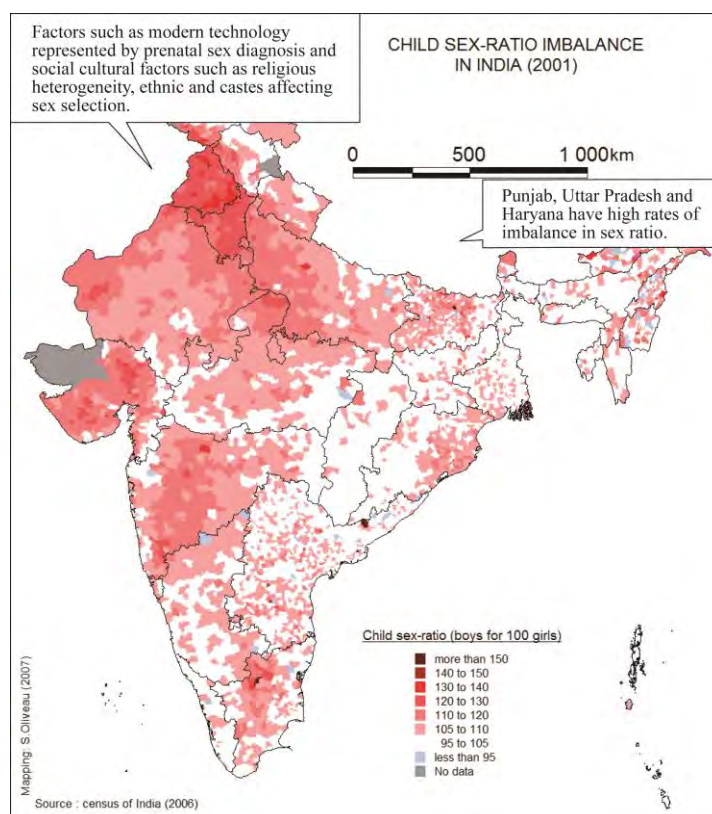 Factors such as modern technology
represented by prenatal sex diagnosis and
social cultural factors such as religious
heterogeneity, ethnic and castes affecting
sex selection.
CHILD SEX-RATIO IMBALANCE
IN INDIA (2001)
0 500 1 000km
Punjab, Uttar Pradesh and
Haryana have high rates of
imbalance in sex ratio.
Child sex-ratio (boys for 100 girls)
more than 150
140 to 150
130 to 140
120 to 130
110 to 120
105 to 110
95 to 105
less than 95
No data
Mapping: S.Oliveau (2007)
Source : census of India (2006)